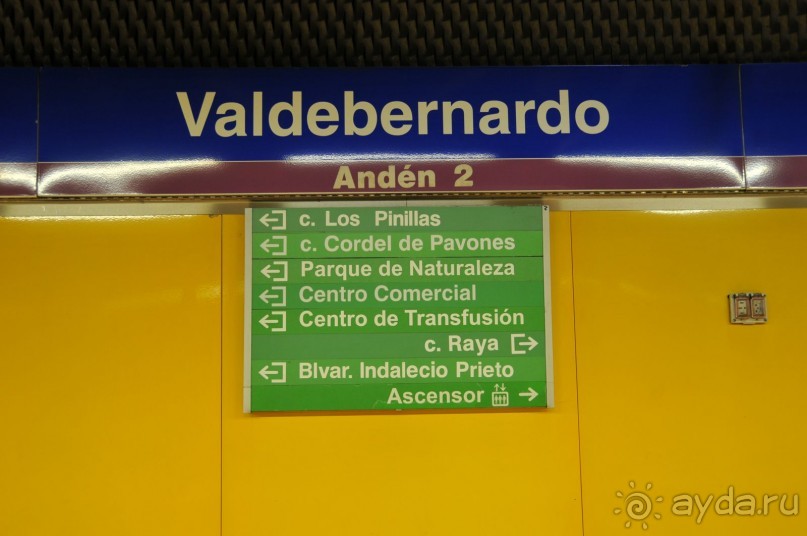 Valdebernardo
Andén 2
c. Los Pinillas
c. Cordel de Pavones
Parque de Naturaleza
Centro Comercial
Centro de Transfusión
c. Raya
Blvar. Indalecio Prieto
Ascensor
ayda.ru